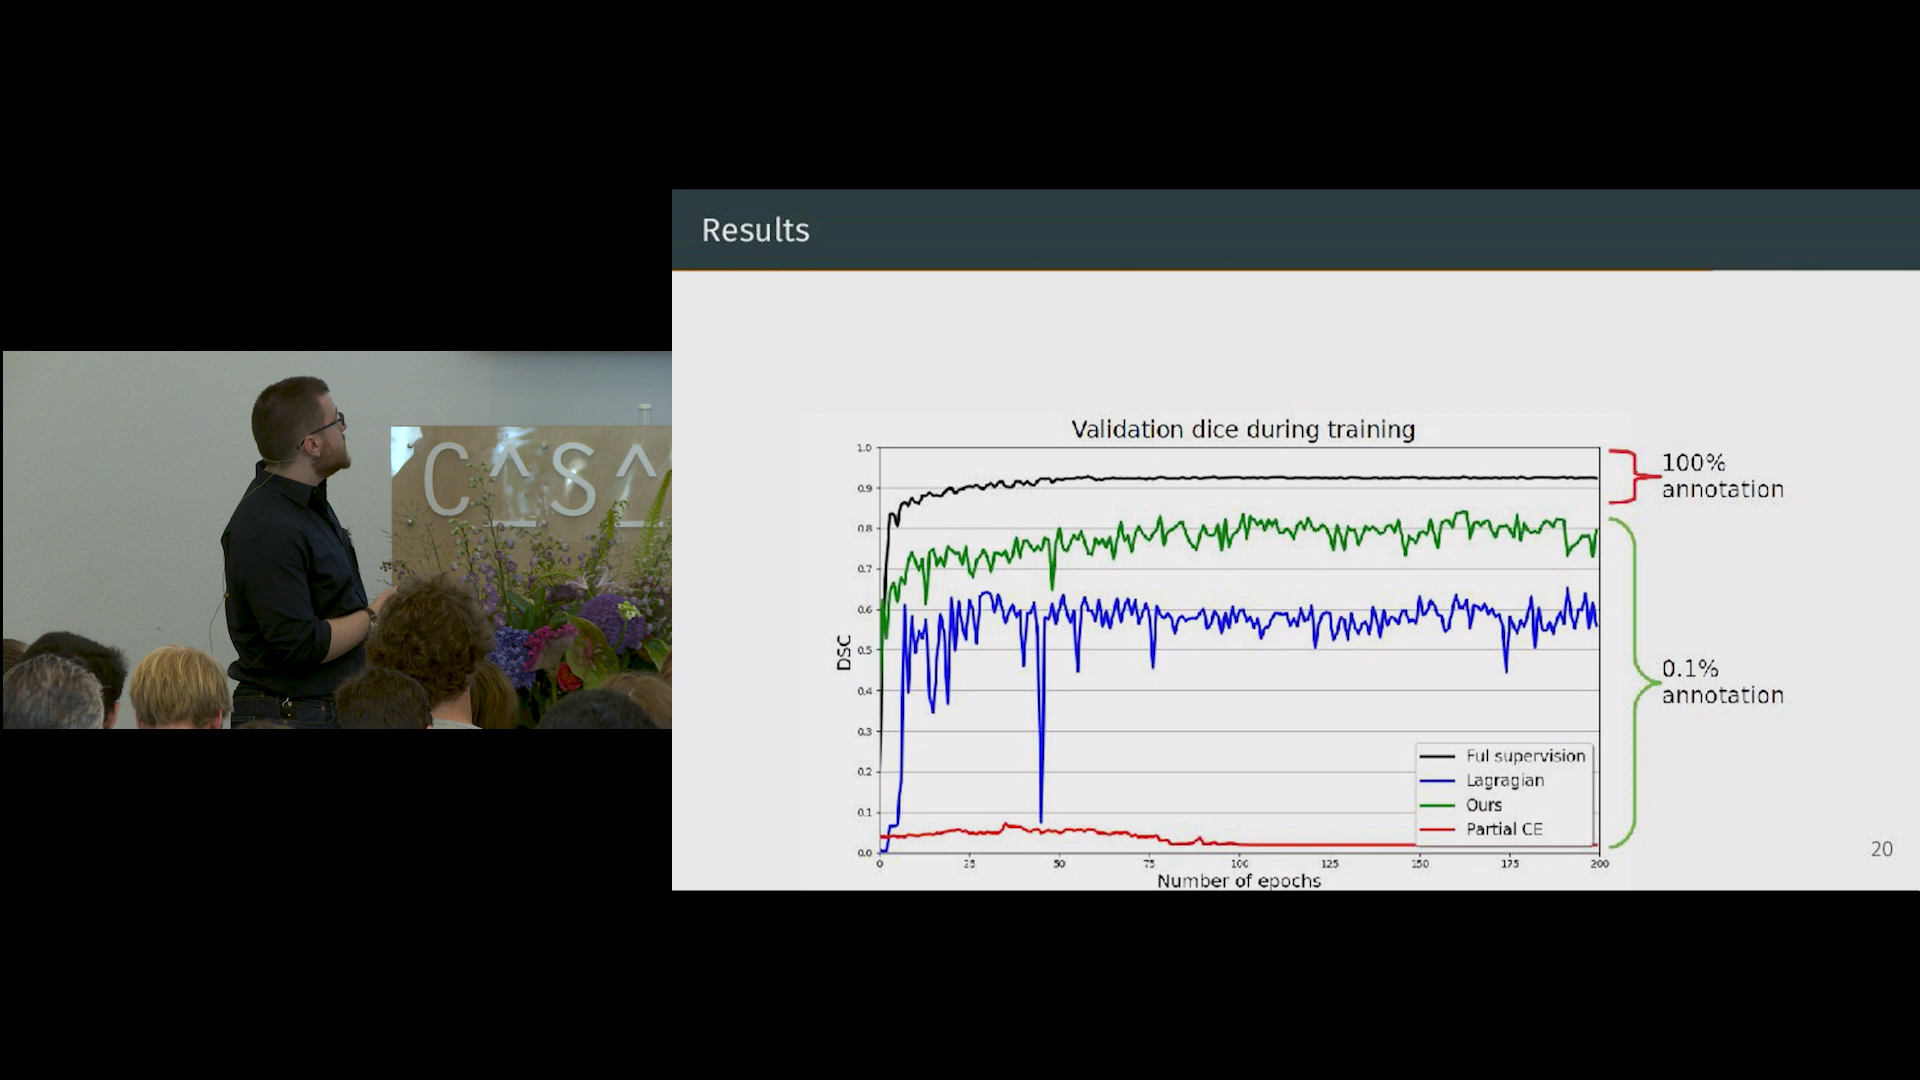 Results
CASA
Validation dice during training
1.0
0.9
0.8
0.7
0.6
0.5
0.4
0.3
0.2
0.1
0.0
DSC
0
25
50
75
100
125
150
175
200
Number of epochs
Ful supervision
Lagragian
Ours
Partial CE
100%
annotation
0.1%
annotation
20